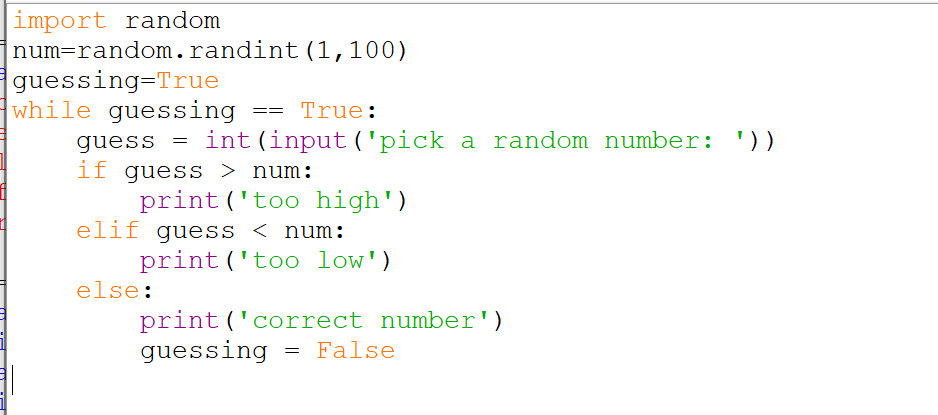 import random
num=random.randint(1,100)
guessing=True
while guessing == True:
    guess = int(input('pick a random number: '))
    if guess > num:
        print('too high')
    elif guess < num:
        print('too low')
    else:
        print('correct number')
        guessing = False